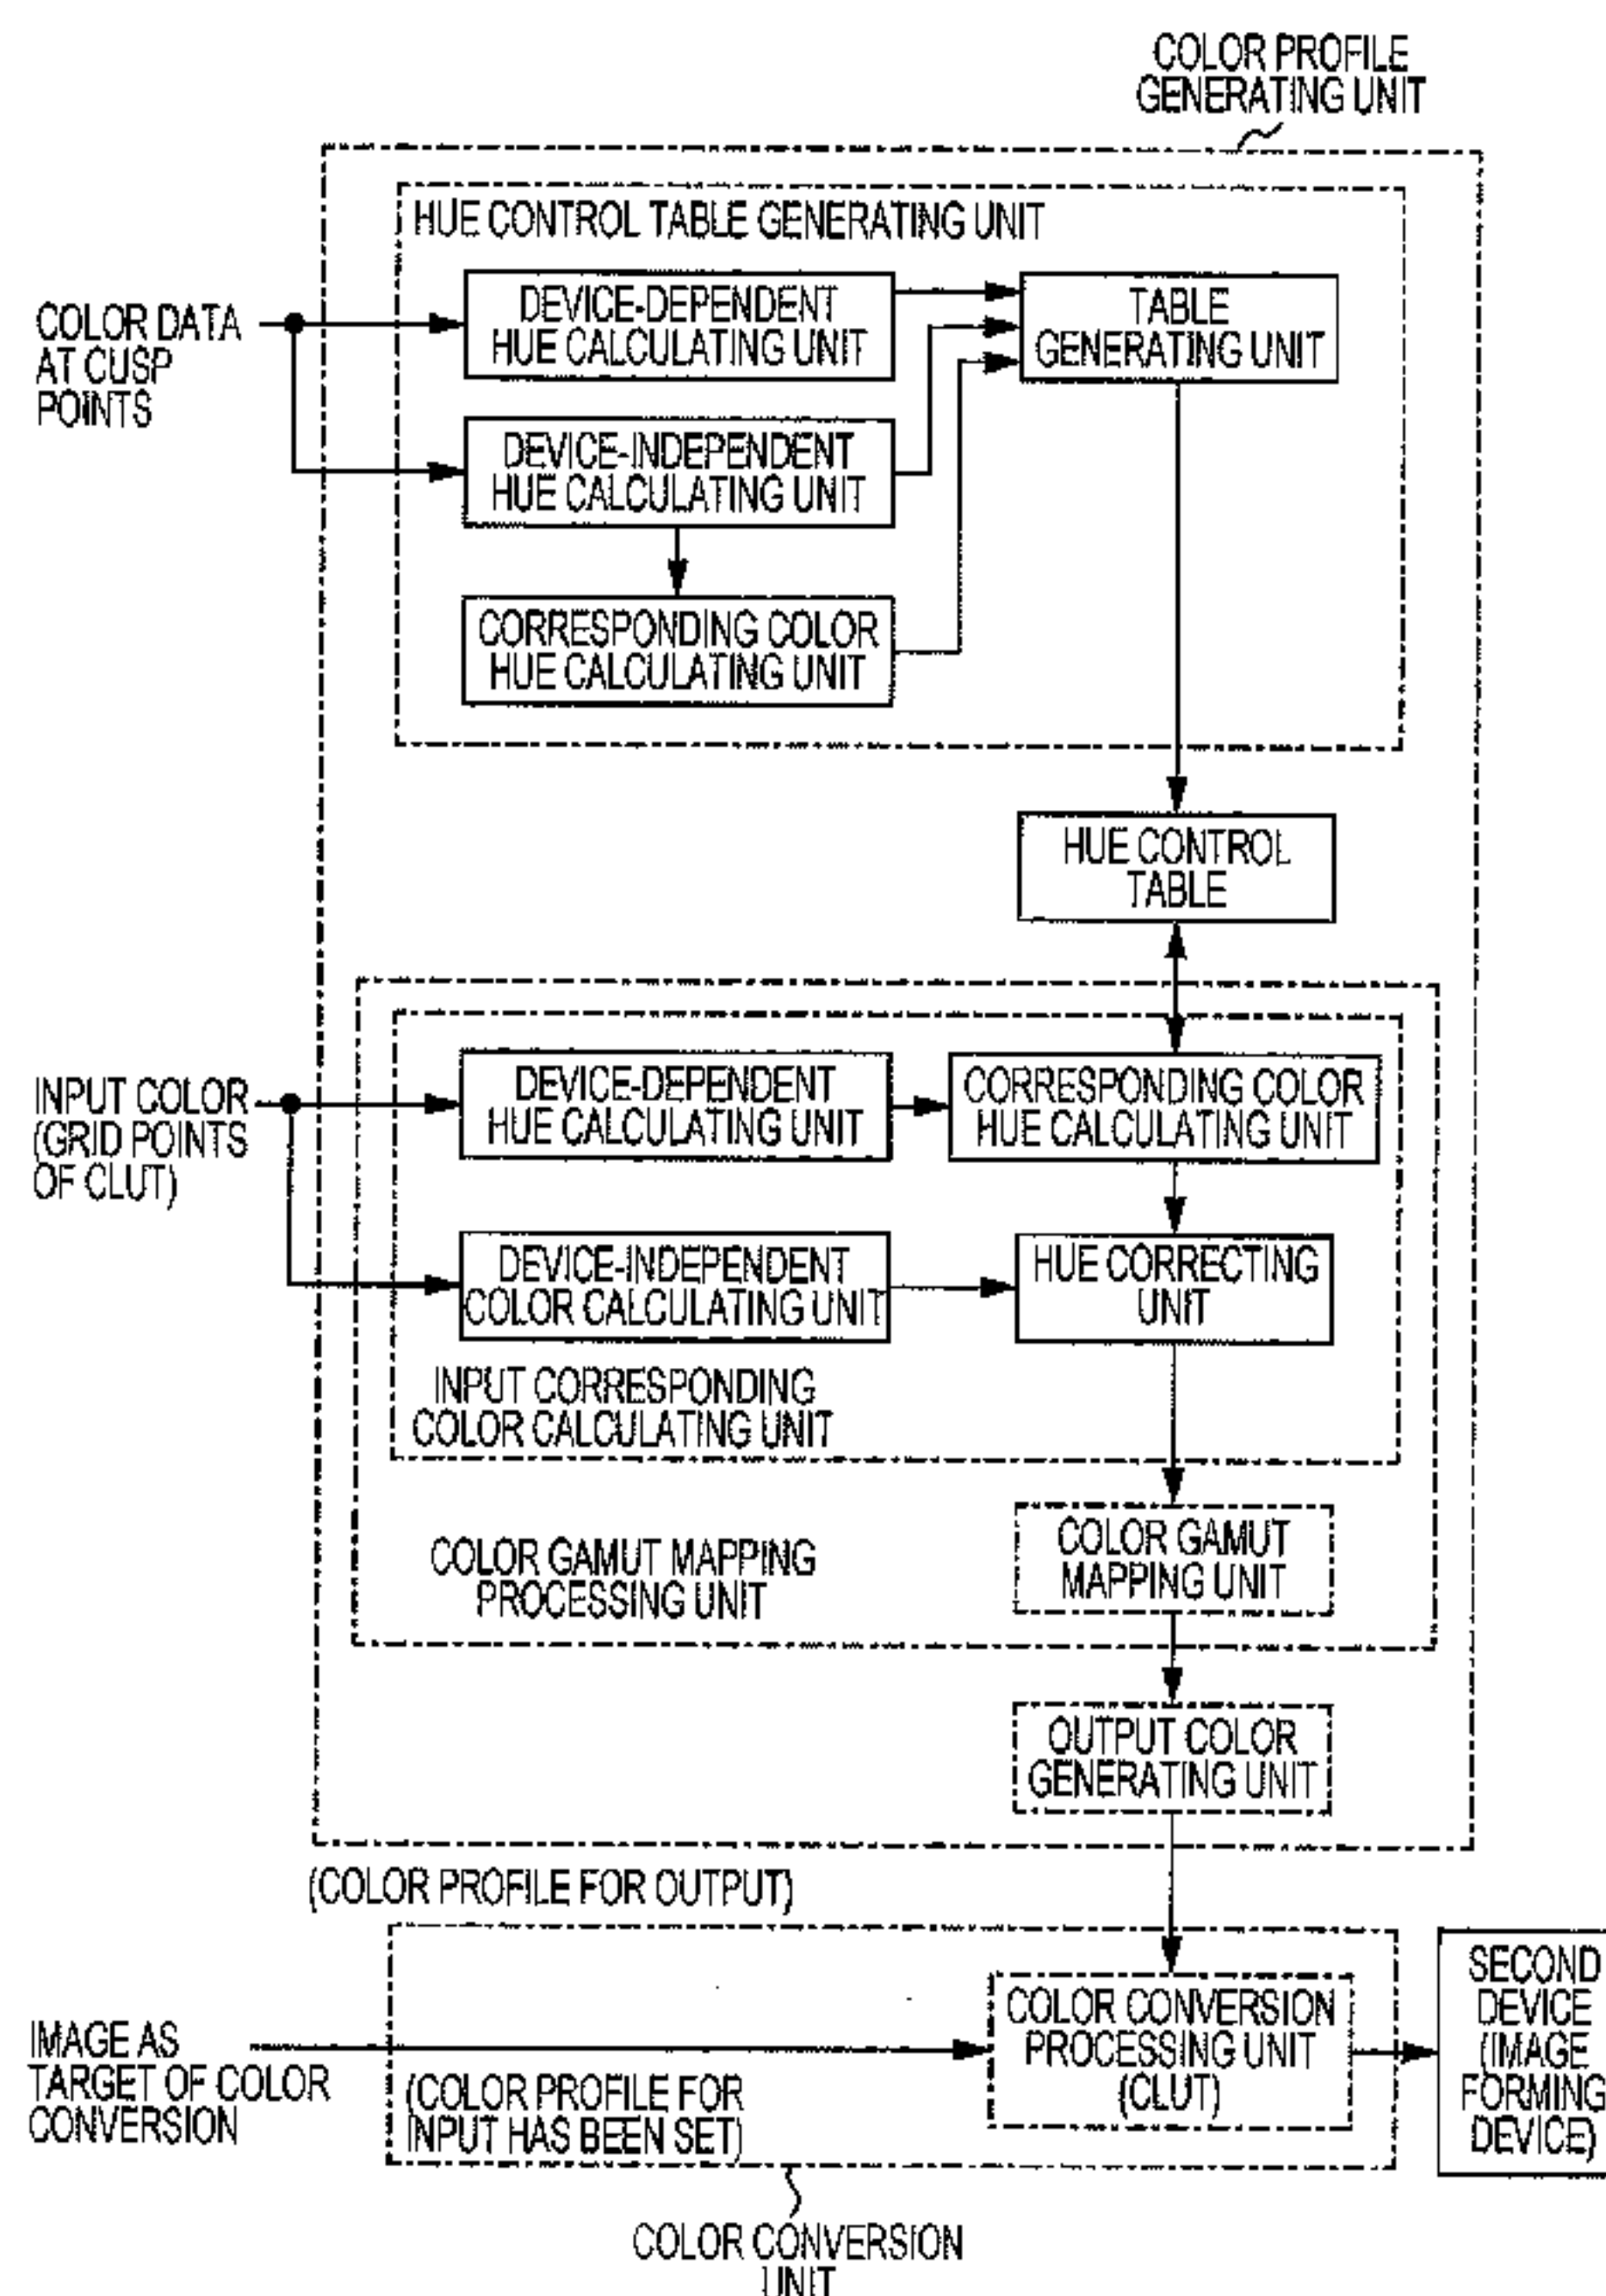 COLOR PROFILE
GENERATING UNIT
HUE CONTROL TABLE GENERATING UNIT
COLOR DATA
AT CUSP
POINTS
DEVICE-DEPENDENT
HUE CALCULATING UNIT
TABLE
GENERATING UNIT
DEVICE-INDEPENDENT
HUE CALCULATING UNIT
CORRESPONDING COLOR
HUE CALCULATING UNIT
HUE CONTROL
TABLE
INPUT COLOR
(GRID POINTS
OF CLUT)
DEVICE-DEPENDENT
HUE CALCULATING UNIT
CORRESPONDING COLOR
HUE CALCULATING UNIT
DEVICE-INDEPENDENT
COLOR CALCULATING UNIT
HUE CORRECTING
UNIT
INPUT CORRESPONDING
COLOR CALCULATING UNIT
COLOR GAMUT MAPPING
PROCESSING UNIT
COLOR GAMUT
MAPPING UNIT
OUTPUT COLOR
GENERATING UNIT
(COLOR PROFILE FOR OUTPUT)
IMAGE AS
TARGET OF COLOR
CONVERSION
(COLOR PROFILE FOR
INPUT HAS BEEN SET)
COLOR CONVERSION
PROCESSING UNIT
(CLUT)
SECOND
DEVICE
(IMAGE
FORMING
DEVICE)
COLOR CONVERSION
UNIT